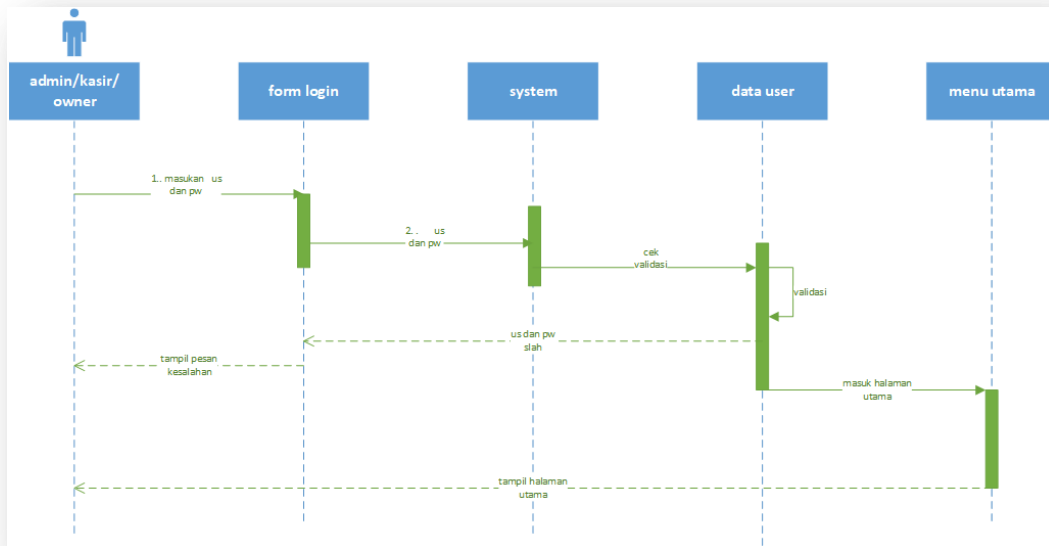 admin/kasir/
owner
form login
system
data user
menu utama
1.. masukan us
dan pw
2. . us
dan pw
cek
validasi
validasi
us dan pw
slah
tampil pesan
kesalahan
masuk halaman
utama
tampil halaman
utama